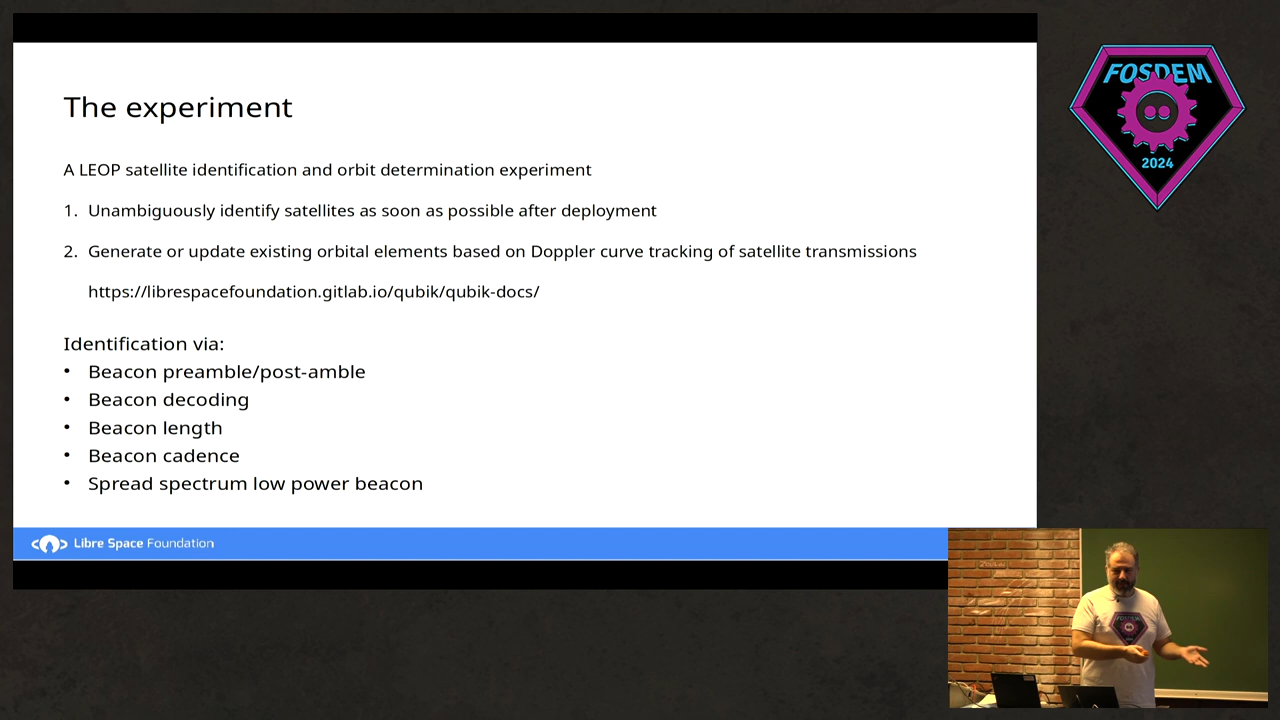 The experiment
A LEOP satellite identification and orbit determination experiment
1. Unambiguously identify satellites as soon as possible after deployment
2. Generate or update existing orbital elements based on Doppler curve tracking of satellite transmissions
https://librespacefoundation.gitlab.io/qubik/qubik-docs/
Identification via:
• Beacon preamble/post-amble
• Beacon decoding
• Beacon length
• Beacon cadence
• Spread spectrum low power beacon
Libre Space Foundation
FOSDEM
2024
FOSDEM